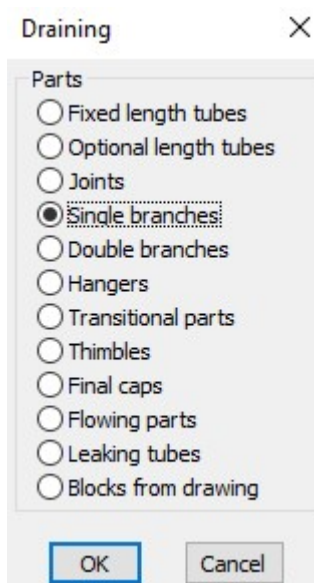 Draining
Parts
Fixed length tubes
Optional length tubes
Joints
Single branches
Double branches
Hangers
Transitional parts
Thimbles
Final caps
Flowing parts
Leaking tubes
Blocks from drawing
OK
Cancel